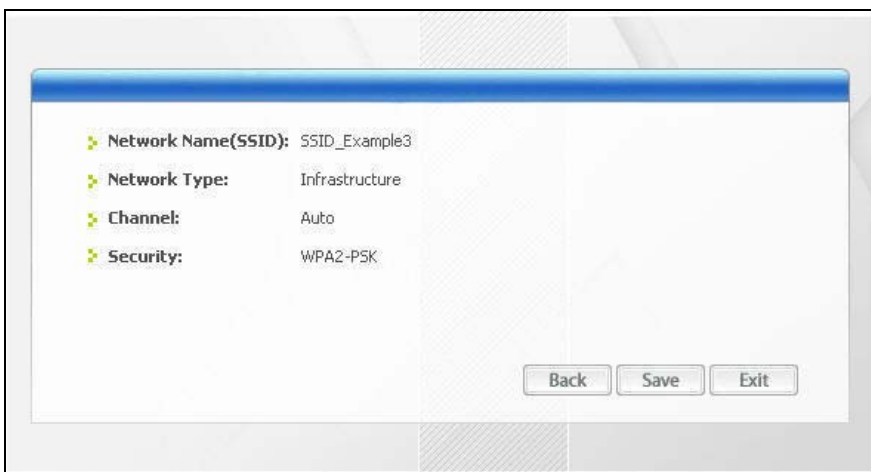 Network Name(SSID): SSID_Example3
Network Type: Infrastructure
Channel: Auto
Security: WPA2-PSK
Back Save Exit